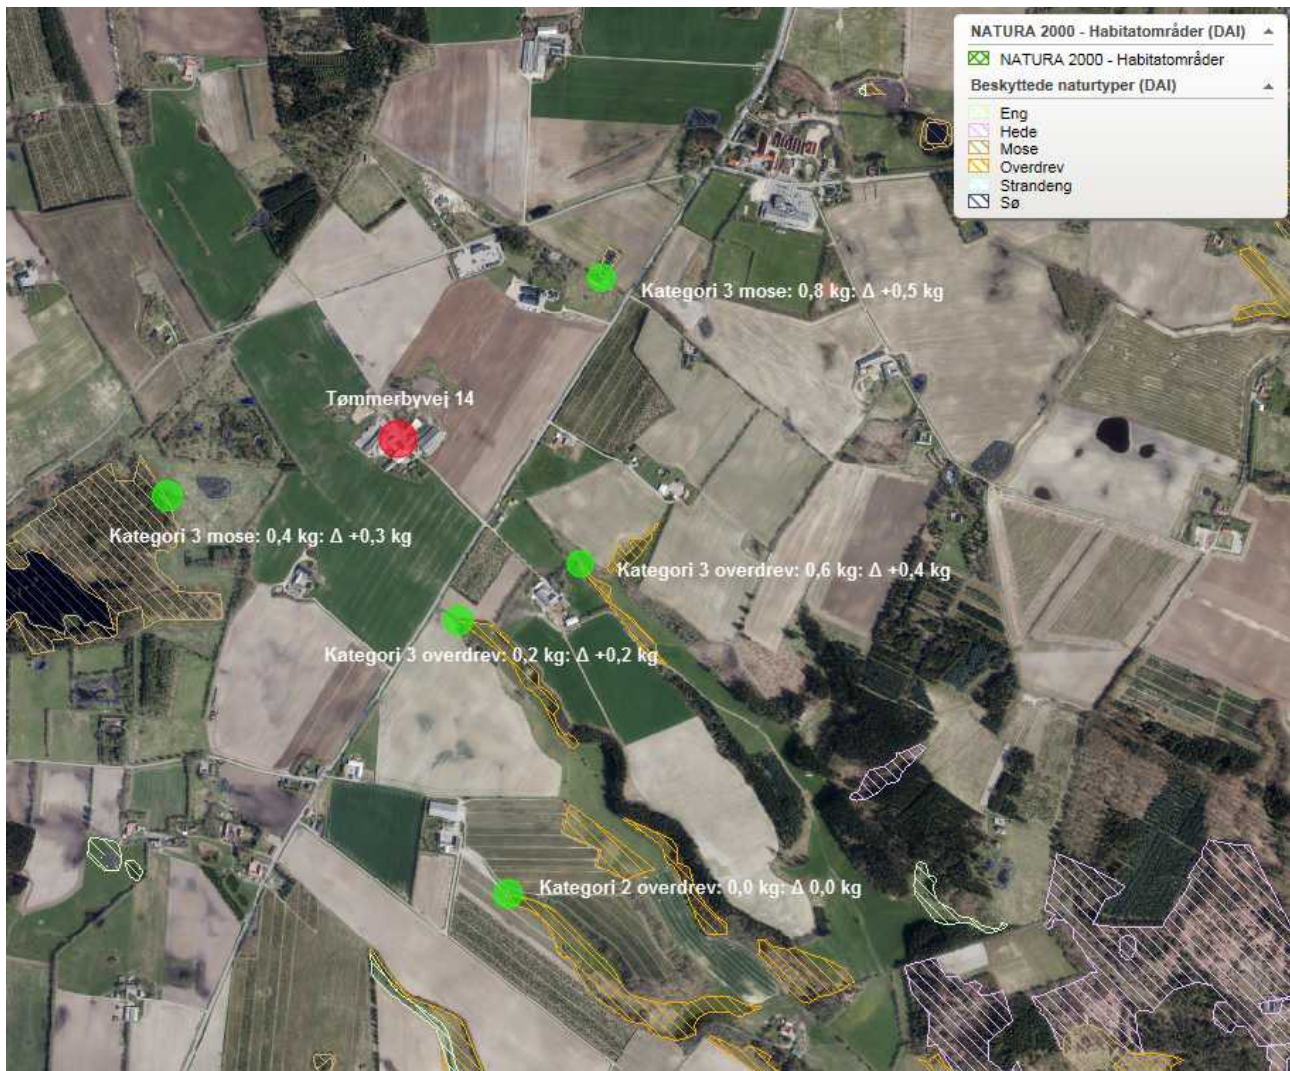 NATURA 2000 - Habitatområder (DAI)
NATURA 2000 - Habitatområder
Beskyttede naturtyper (DAI)
Eng
Hede
Mose
Overdrev
Strandeng
Sø
Kategori 3 mose: 0,8 kg: Δ +0,5 kg
Tømmerbyvej 14
Kategori 3 mose: 0,4 kg: Δ +0,3 kg
Kategori 3 overdrev: 0,6 kg: Δ +0,4 kg
Kategori 3 overdrev: 0,2 kg: Δ +0,2 kg
Kategori 2 overdrev: 0,0 kg: Δ 0,0 kg